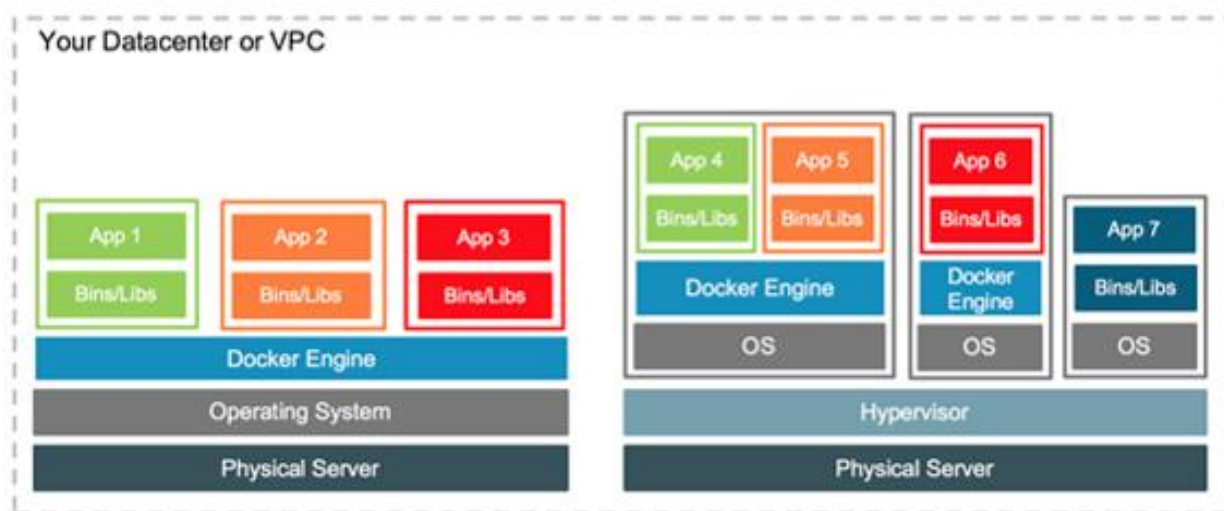 Your Datacenter or VPC
App 1
Bins/Libs
App 2
Bins/Libs
App 3
Bins/Libs
Docker Engine
Operating System
Physical Server
App 4
Bins/Libs
App 5
Bins/Libs
Docker Engine
OS
App 6
Bins/Libs
Docker
Engine
OS
App 7
Bins/Libs
OS
Hypervisor
Physical Server